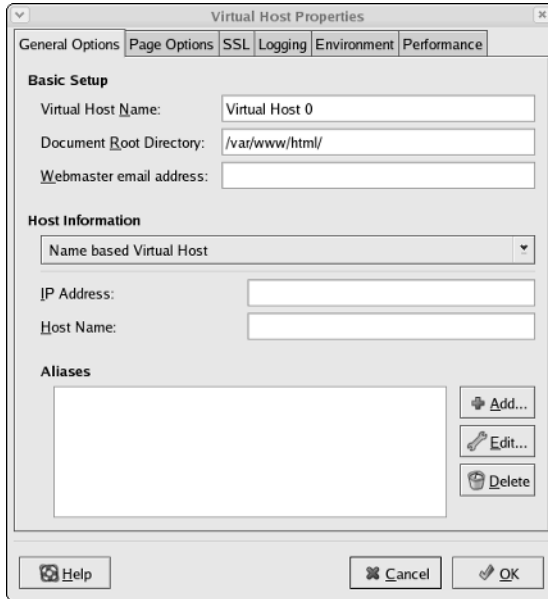 Virtual Host Properties
General Options Page Options SSL Logging Environment Performance
Basic Setup
Virtual Host Name: Virtual Host 0
Document Root Directory: /var/www/html/
Webmaster email address:
Host Information
Name based Virtual Host
IP Address:
Host Name:
Aliases
Add...
Edit...
Delete
Help Cancel OK